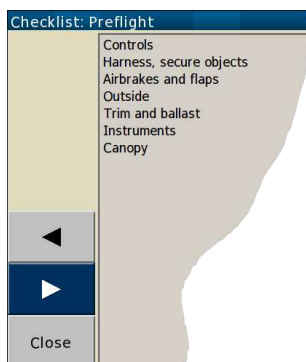 Checklist: Preflight
Controls
Harness, secure objects
Airbrakes and flaps
Outside
Trim and ballast
Instruments
Canopy
Close